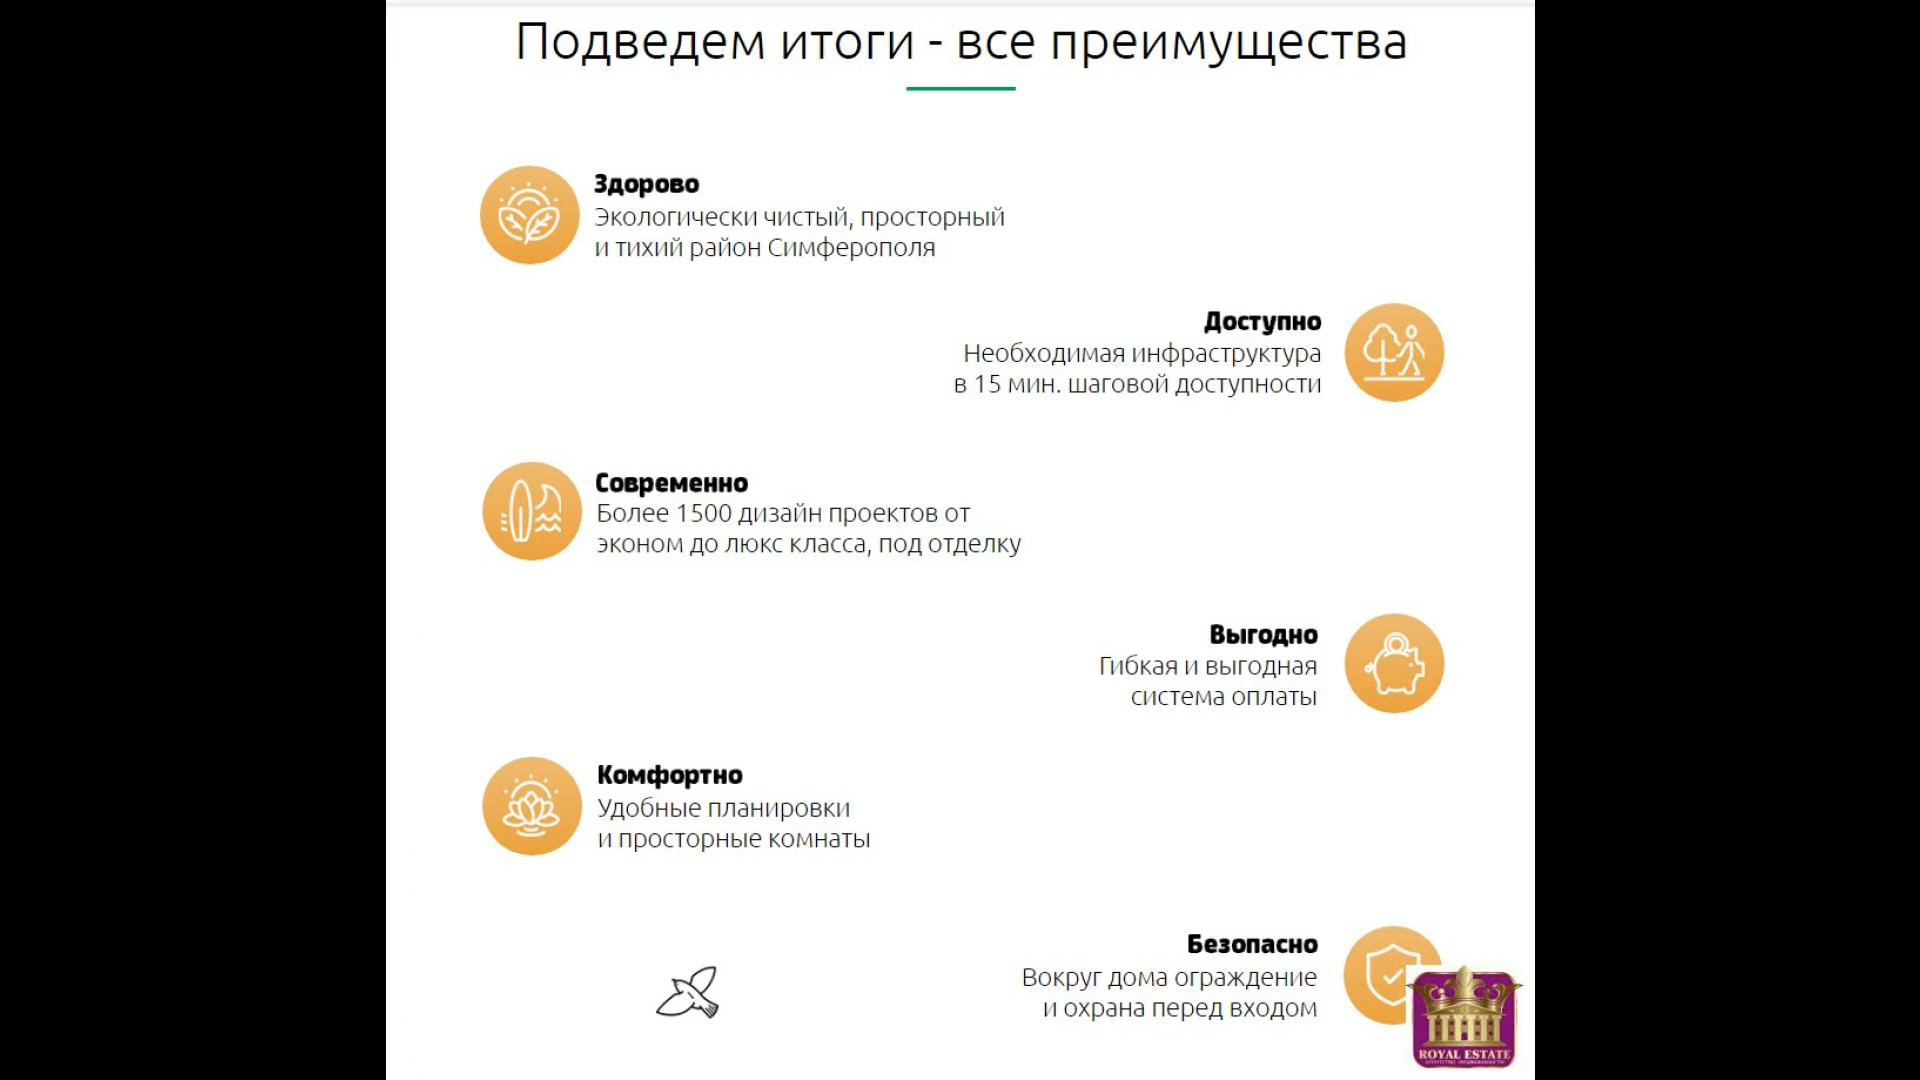 Подведем итоги - все преимущества
Здорово
Экологически чистый, просторный
и тихий район Симферополя
Доступно
Необходимая инфраструктура
в 15 мин. шаговой доступности
Современно
Более 1500 дизайн проектов от
эконом до люкс класса, под отделку
Выгодно
Гибкая и выгодная
система оплаты
Комфортно
Удобные планировки
и просторные комнаты
Безопасно
Вокруг дома ограждение
и охрана перед входом
ROYAL ESTATE
АГЕНТСТВО НЕДВИЖИМОСТИ